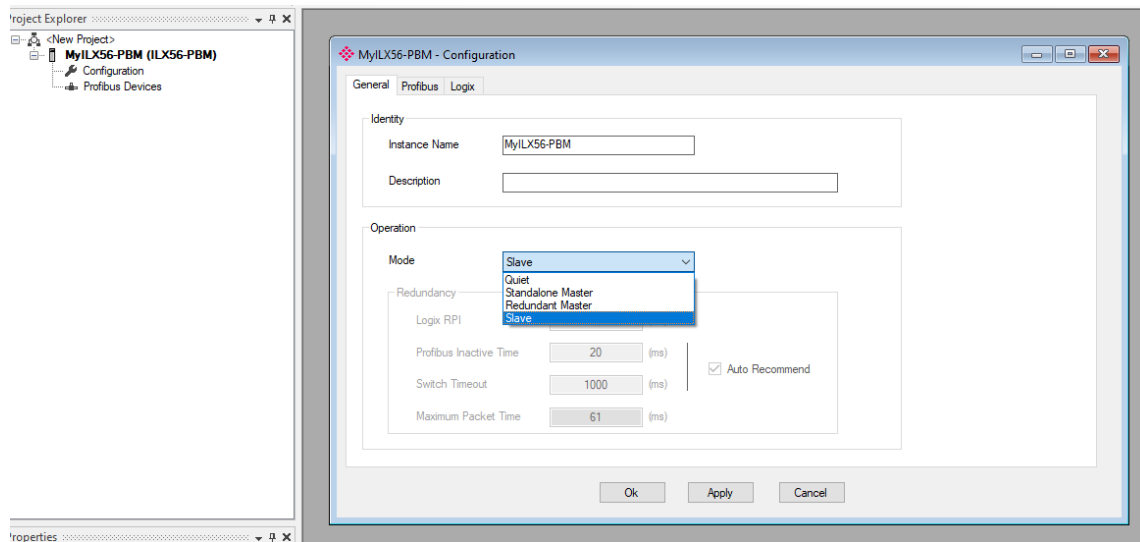 Project Explorer
<New Project>
MyILX56-PBM (ILX56-PBM)
Configuration
Profibus Devices
MyILX56-PBM - Configuration
General Profibus Logix
Identity
Instance Name MyILX56-PBM
Description
Operation
Mode Slave
Quiet
Standalone Master
Redundant Master
Slave
Redundancy
Logix RPI
Profibus Inactive Time 20 (ms)
Auto Recommend
Switch Timeout 1000 (ms)
Maximum Packet Time 61 (ms)
Ok Apply Cancel
Properties